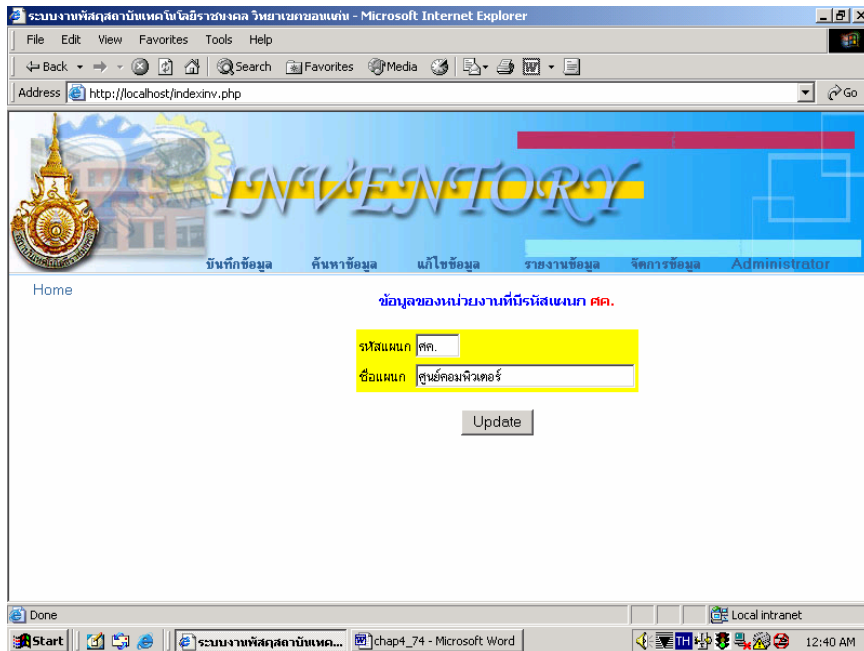 ระบบงานพัสดุสถาบันเทคโนโลยีราชมงคล วิทยาเขตขอนแก่น - Microsoft Internet Explorer
File Edit View Favorites Tools Help
Back Search Favorites Media
Address http://localhost/indexinv.php Go
INVENTORY
บันทึกข้อมูล ค้นหาข้อมูล แก้ไขข้อมูล รายงานข้อมูล จัดการข้อมูล Administrator
Home
ข้อมูลของหน่วยงานที่มีรหัสแผนก ศค.
รหัสแผนก ศค.
ชื่อแผนก ศูนย์คอมพิวเตอร์
Update
Done Local intranet
Start ระบบงานพัสดุสถาบันเทค... chap4_74 - Microsoft Word TH 12:40 AM